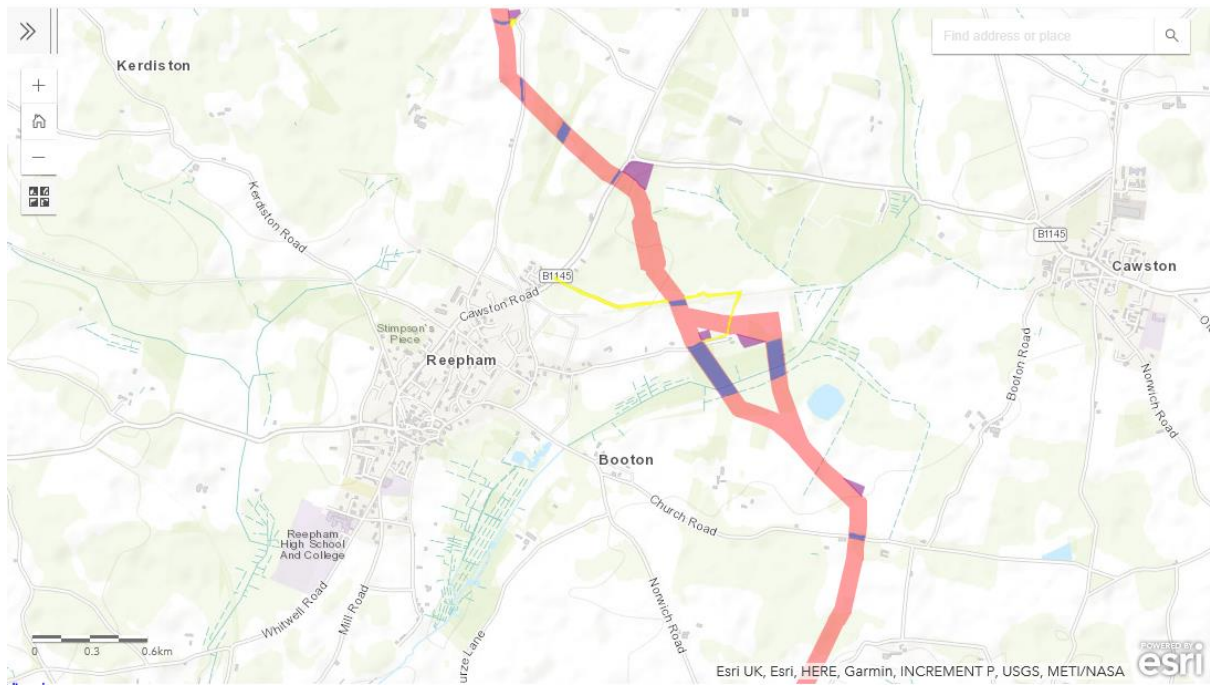 Find address or place
Kerdiston
Kerdiston Road
B1145
Cawston Road
B1145
Cawston
Stimpson's
Piece
Reepham
Booton Road
Norwich Road
Booton
Church Road
Reepham
High School
And College
Norwich Road
Whitwell Road
Mill Road
urze Lane
0 0.3 0.6km
Esri UK, Esri, HERE, Garmin, INCREMENT P, USGS, METI/NASA
POWERED BY
esri